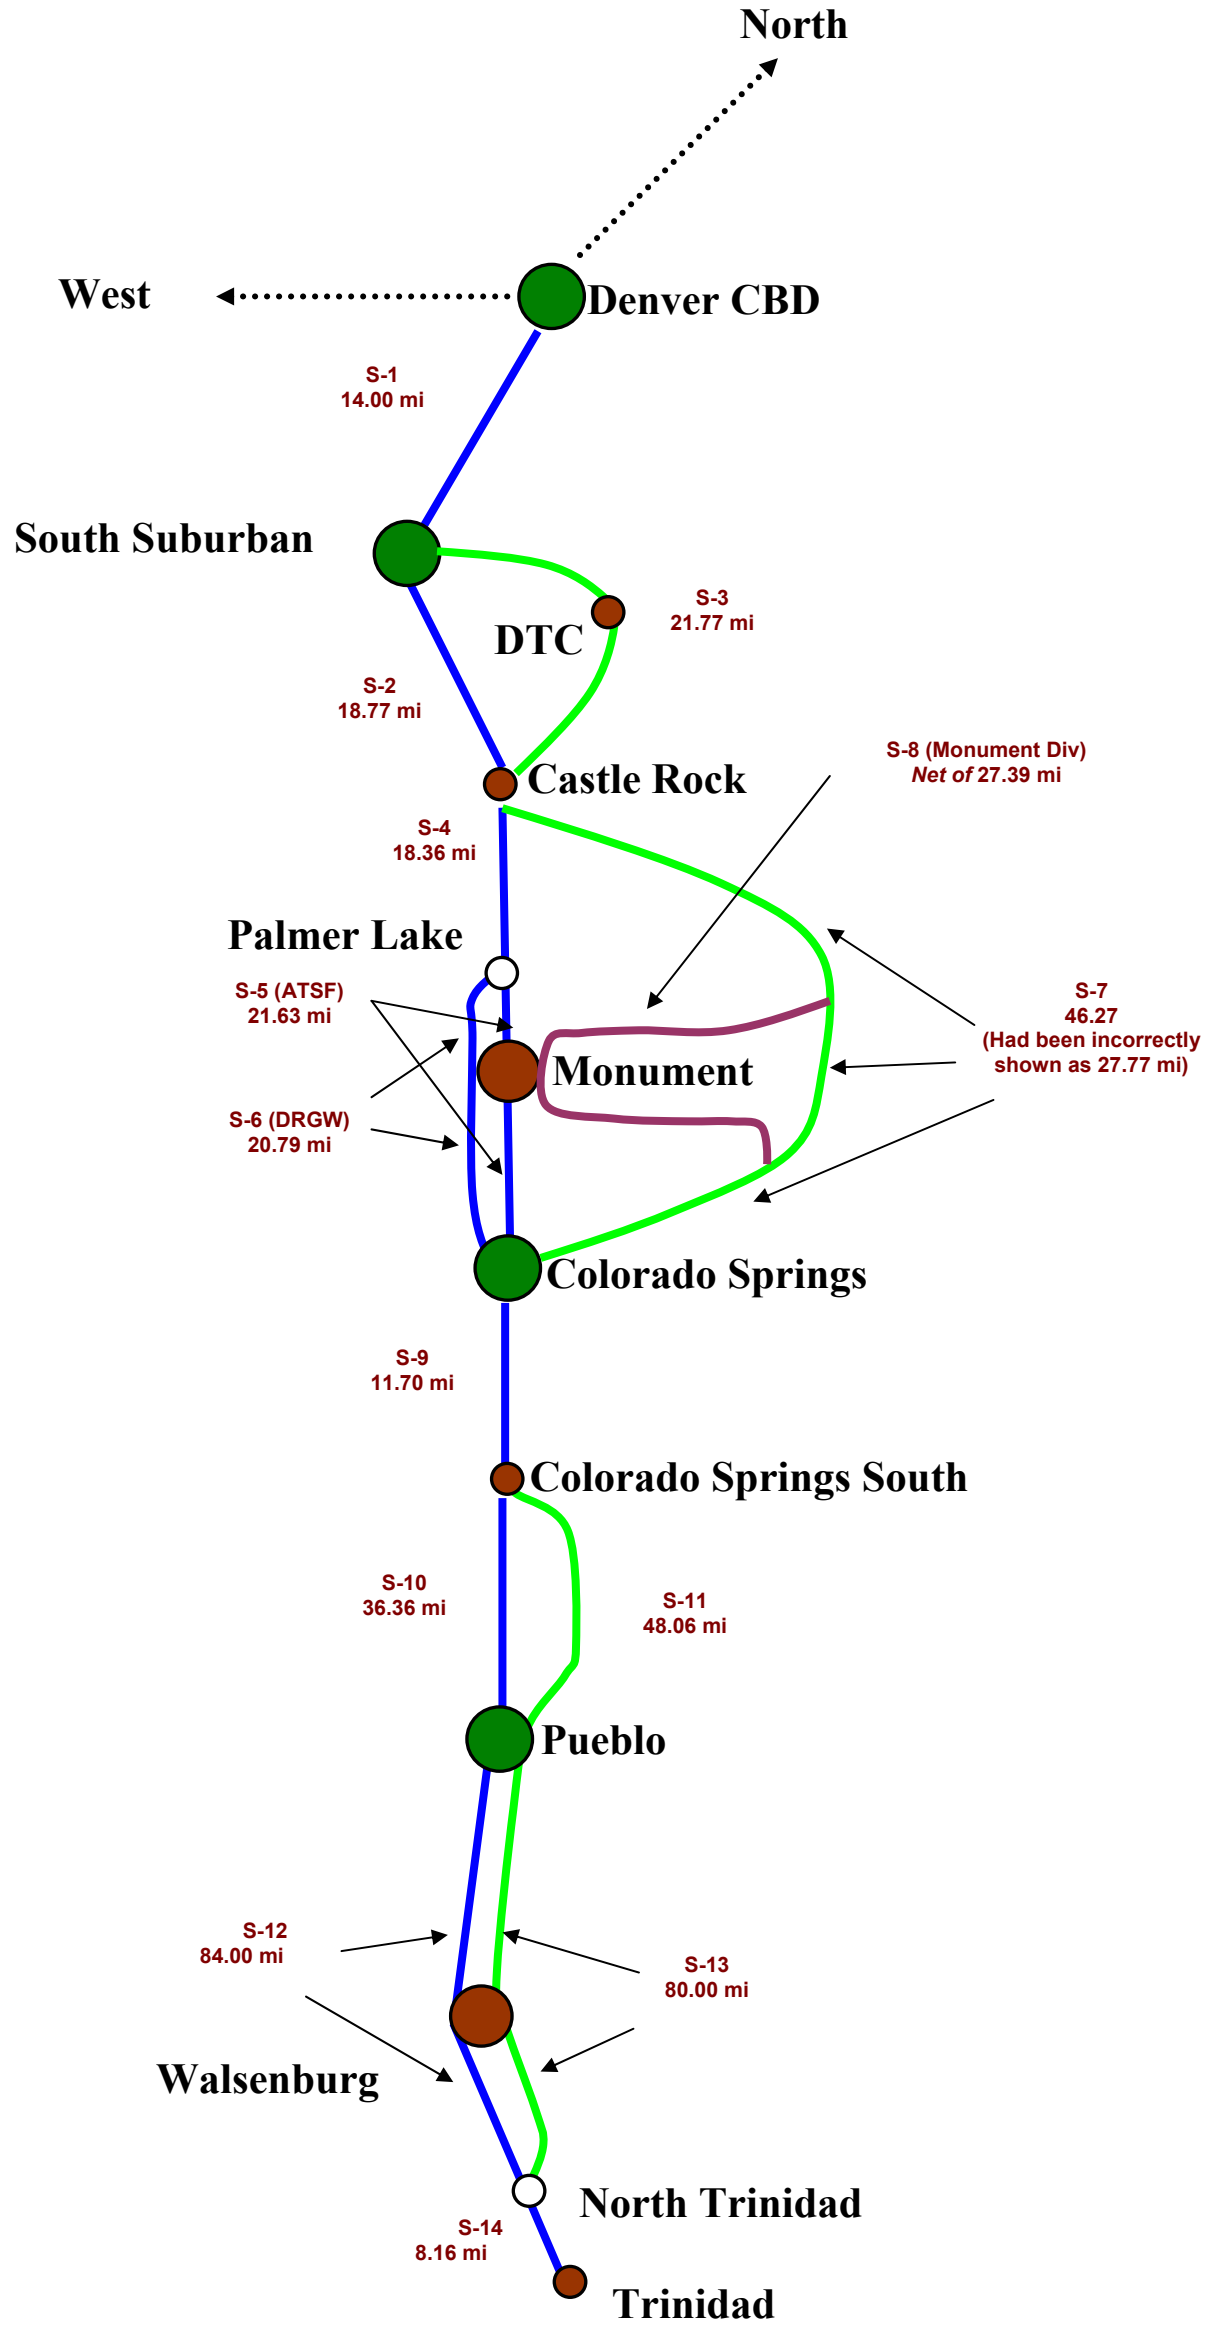 North
West
Denver CBD
S-1
14.00 mi
South Suburban
S-3
21.77 mi
DTC
S-2
18.77 mi
S-8 (Monument Div)
Net of 27.39 mi
Castle Rock
S-4
18.36 mi
Palmer Lake
S-5 (ATSF)
21.63 mi
S-7
46.27
(Had been incorrectly
shown as 27.77 mi)
Monument
S-6 (DRGW)
20.79 mi
Colorado Springs
S-9
11.70 mi
Colorado Springs South
S-10
36.36 mi
S-11
48.06 mi
Pueblo
S-12
84.00 mi
S-13
80.00 mi
Walsenburg
North Trinidad
S-14
8.16 mi
Trinidad